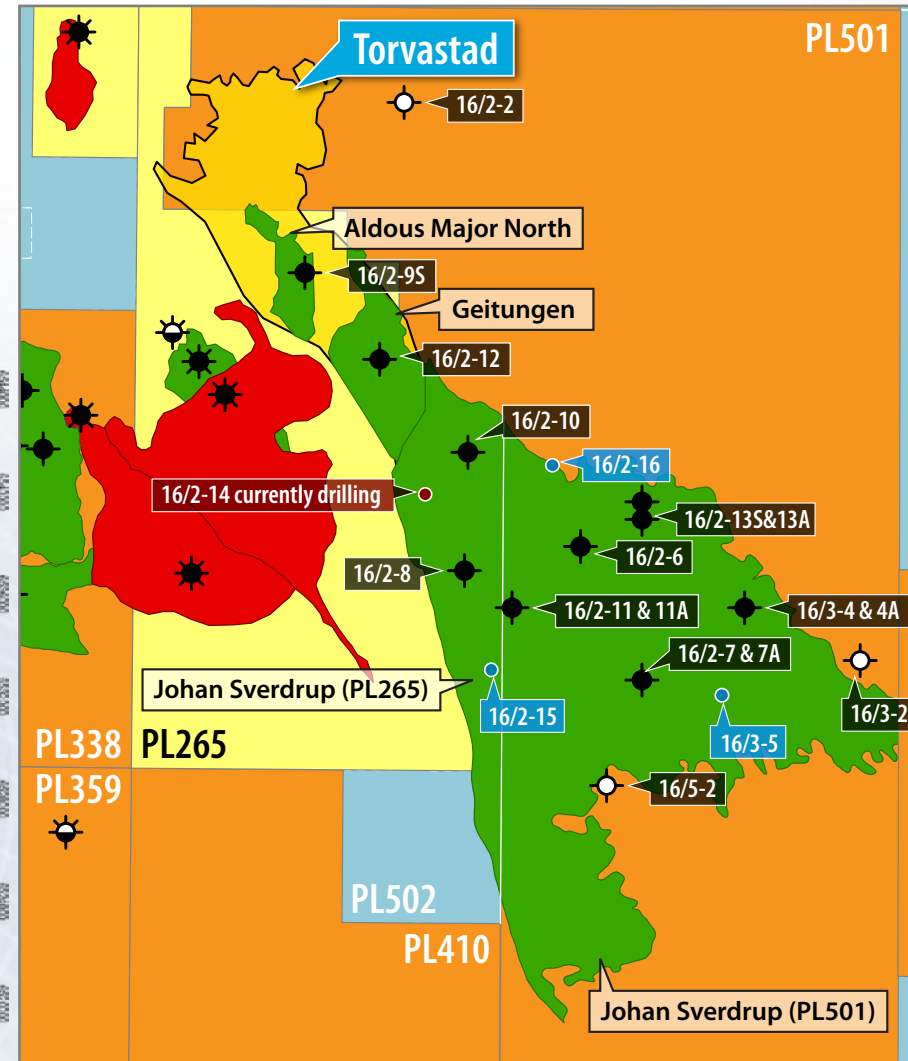 PL501
Torvastad
16/2-2
Aldous Major North
16/2-9S
Geitungen
16/2-12
16/2-10
16/2-16
16/2-14 currently drilling
16/2-13S&13A
16/2-6
16/2-8
16/2-11 & 11A
16/3-4 & 4A
16/2-7 & 7A
Johan Sverdrup (PL265)
16/2-15
16/3-2
16/3-5
PL338
PL265
PL359
16/5-2
PL502
PL410
Johan Sverdrup (PL501)